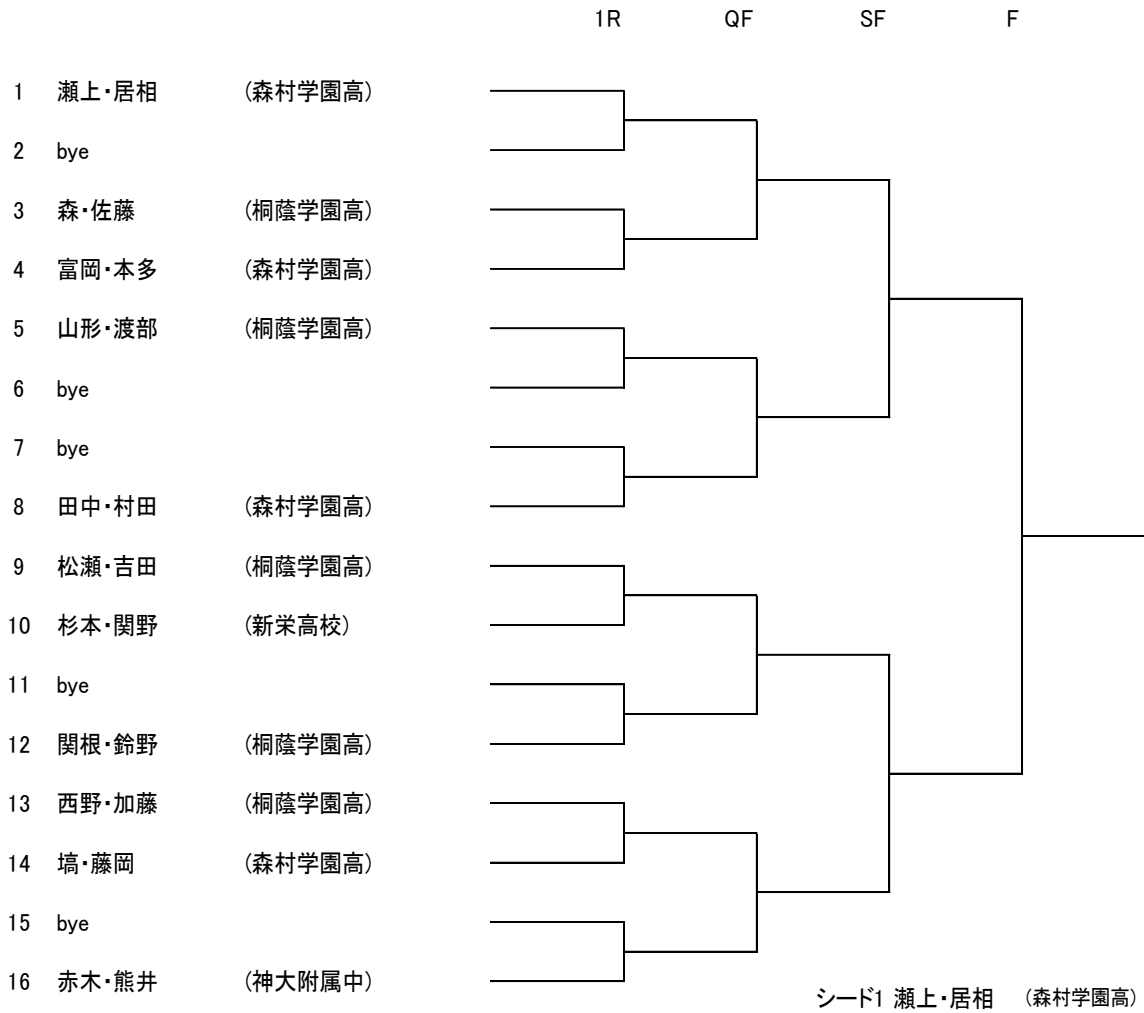 1R QF SF F
1 瀬上・居相 (森村学園高)
2 bye
3 森・佐藤 (桐蔭学園高)
4 富岡・本多 (森村学園高)
5 山形・渡部 (桐蔭学園高)
6 bye
7 bye
8 田中・村田 (森村学園高)
9 松瀬・吉田 (桐蔭学園高)
10 杉本・関野 (新栄高校)
11 bye
12 関根・鈴野 (桐蔭学園高)
13 西野・加藤 (桐蔭学園高)
14 塙・藤岡 (森村学園高)
15 bye
16 赤木・熊井 (神大附属中)
シード1 瀬上・居相 (森村学園高)